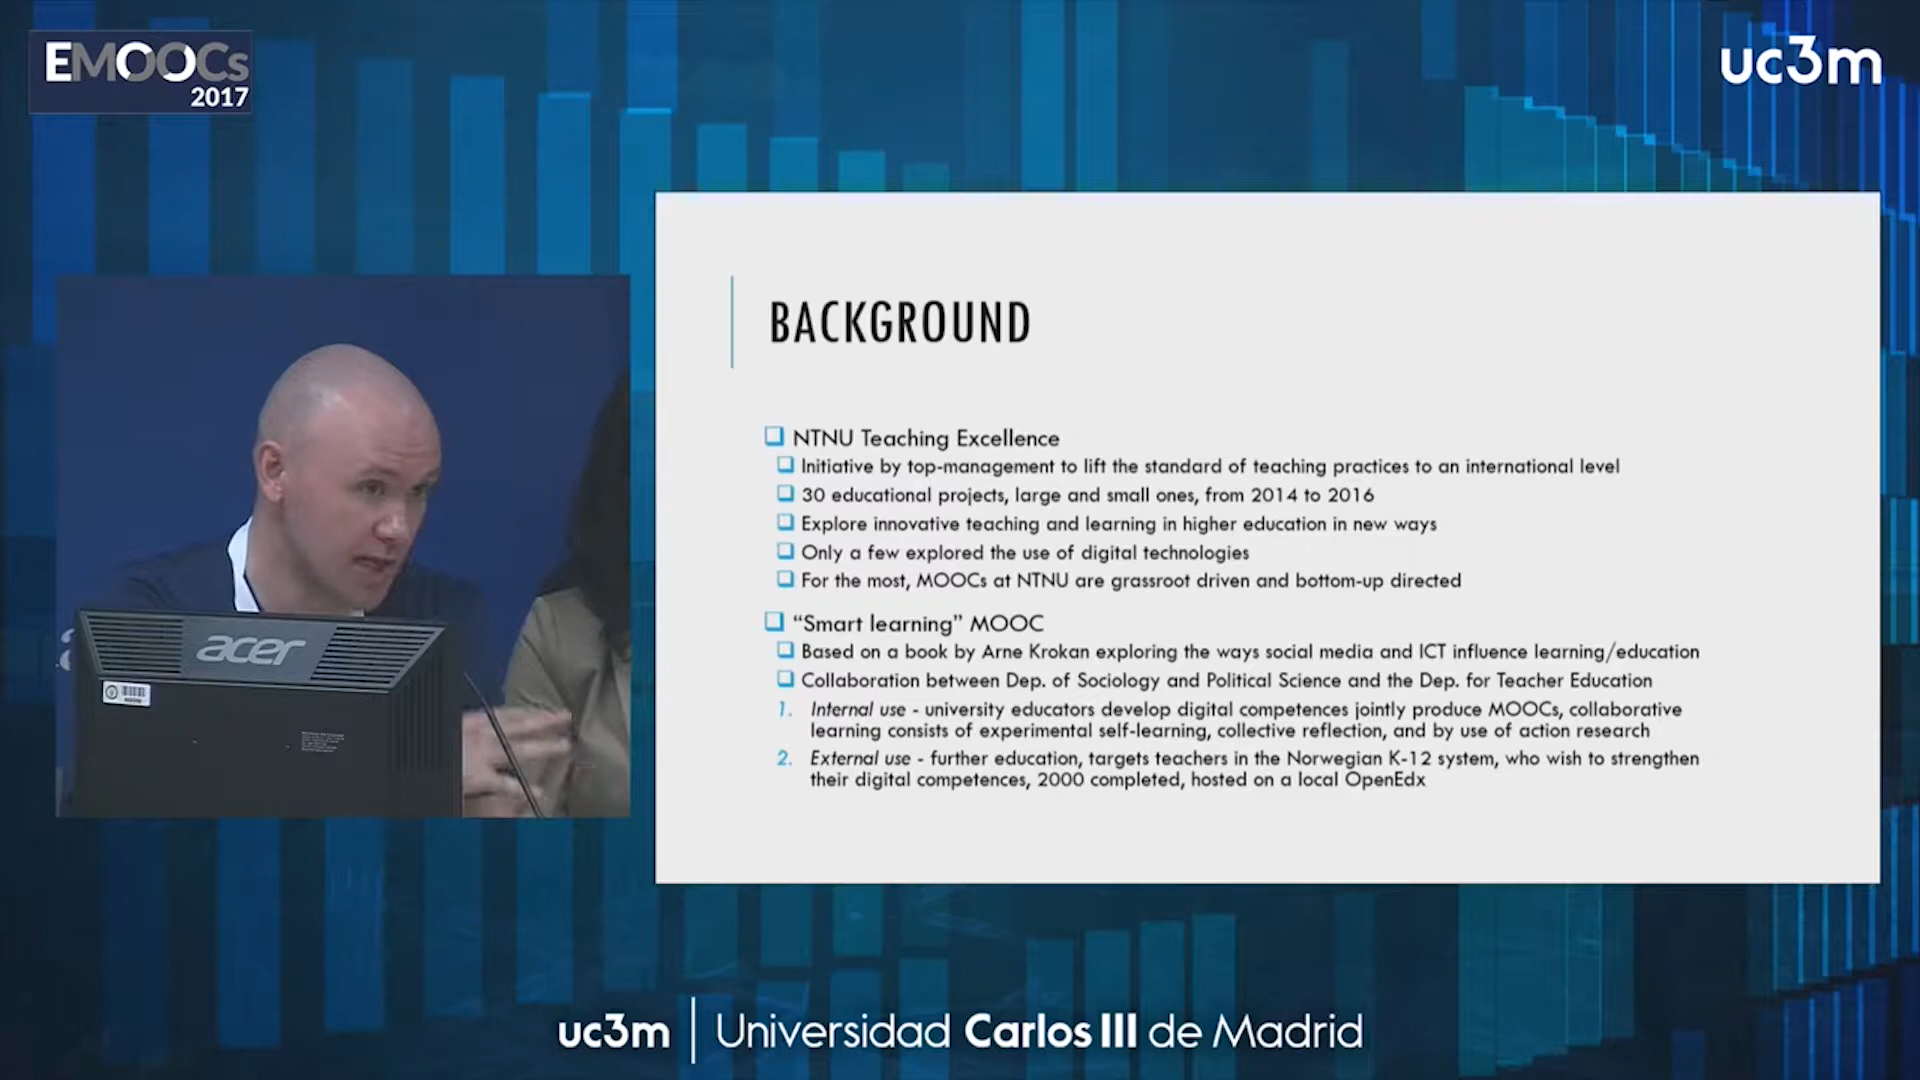 EMOOCs
2017
uc3m
BACKGROUND
NTNU Teaching Excellence
Initiative by top-management to lift the standard of teaching practices to an international level
30 educational projects, large and small ones, from 2014 to 2016
Explore innovative teaching and learning in higher education in new ways
Only a few explored the use of digital technologies
For the most, MOOCs at NTNU are grassroot driven and bottom-up directed
“Smart learning” MOOC
Based on a book by Arne Krokan exploring the ways social media and ICT influence learning/education
Collaboration between Dep. of Sociology and Political Science and the Dep. for Teacher Education
1. Internal use - university educators develop digital competences jointly produce MOOCs, collaborative
learning consists of experimental self-learning, collective reflection, and by use of action research
2. External use - further education, targets teachers in the Norwegian K-12 system, who wish to strengthen
their digital competences, 2000 completed, hosted on a local OpenEdx
acer
uc3m | Universidad Carlos III de Madrid